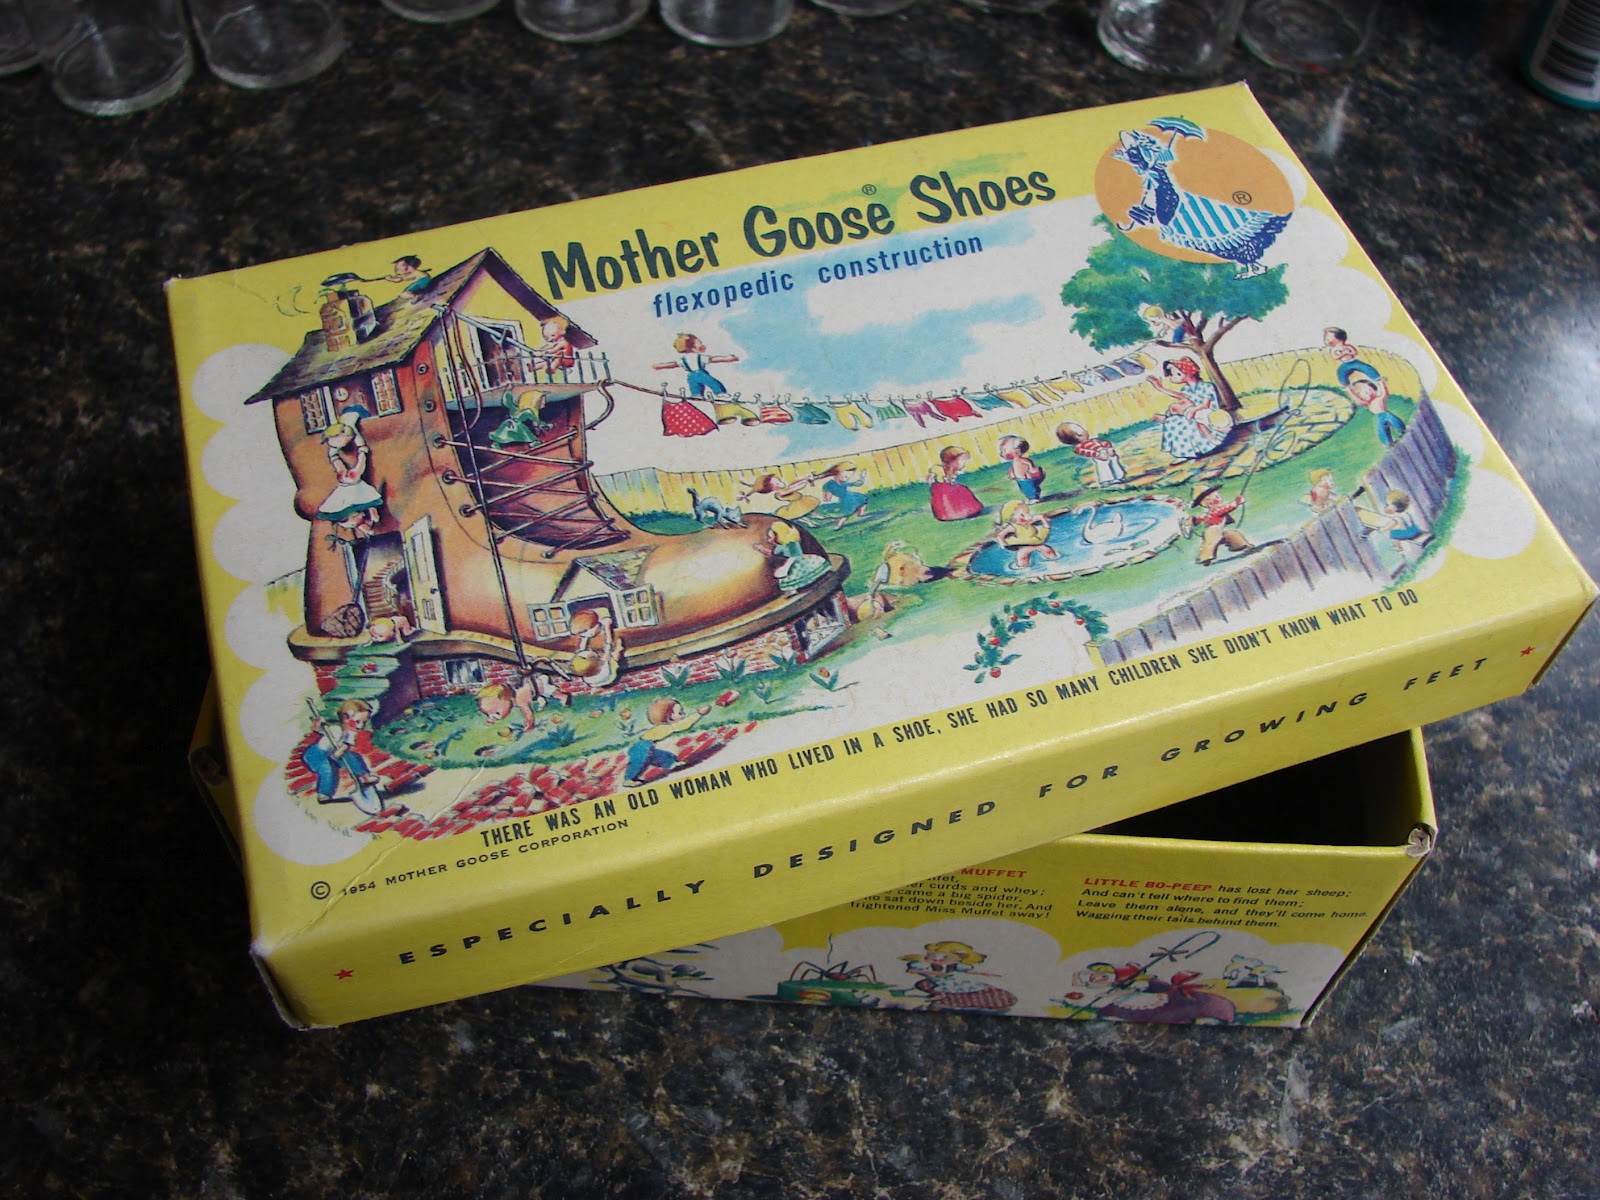 Mother Goose® Shoes
flexopedic construction
®
THERE WAS AN OLD WOMAN WHO LIVED IN A SHOE, SHE HAD SO MANY CHILDREN SHE DIDN'T KNOW WHAT TO DO
© 1954 MOTHER GOOSE CORPORATION
★ ESPECIALLY DESIGNED FOR GROWING FEET ★
MUFFET
curds and whey;
came a big spider,
sat down beside her, And
frightened Miss Muffet away!
LITTLE BO-PEEP has lost her sheep;
And can't tell where to find them;
Leave them alone, and they'll come home.
Wagging their tails behind them.